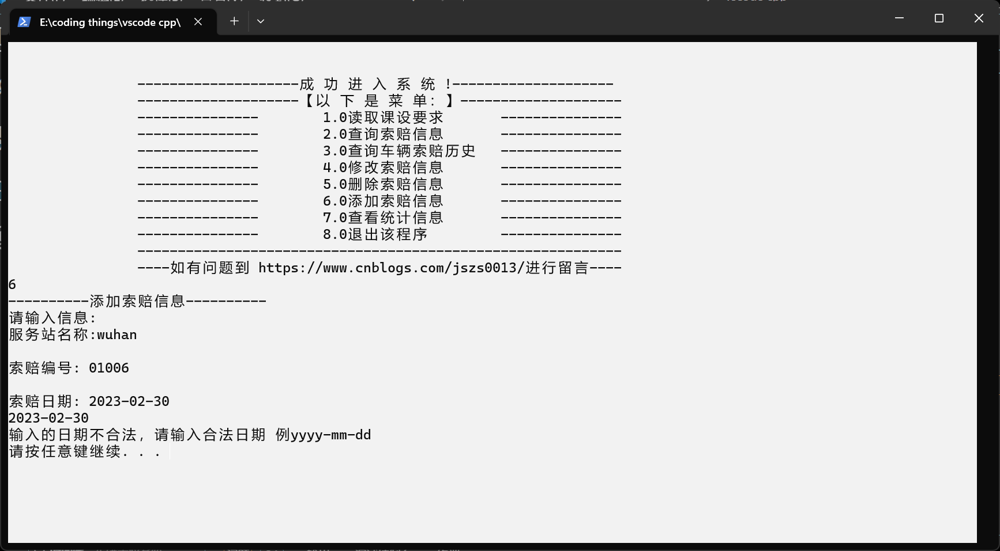 E:\coding things\vscode cpp\
--------------------成 功 进 入 系 统 !--------------------
--------------------【以 下 是 菜 单: 】--------------------
---------------        1.0读取课设要求       ---------------
---------------        2.0查询索赔信息       ---------------
---------------        3.0查询车辆索赔历史   ---------------
---------------        4.0修改索赔信息       ---------------
---------------        5.0删除索赔信息       ---------------
---------------        6.0添加索赔信息       ---------------
---------------        7.0查看统计信息       ---------------
---------------        8.0退出该程序         ---------------
------------------------------------------------------------
----如有问题到 https://www.cnblogs.com/jszs0013/进行留言----
6
----------添加索赔信息----------
请输入信息:
服务站名称:wuhan
索赔编号: 01006
索赔日期: 2023-02-30
2023-02-30
输入的日期不合法, 请输入合法日期 例yyyy-mm-dd
请按任意键继续. . .